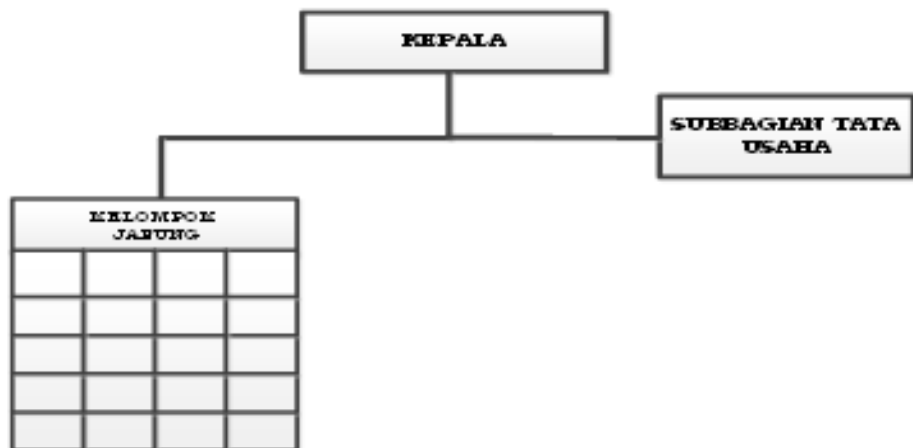 KEPALA
SUBBAGIAN TATA
USAHA
KELOMPOK
JABUNG